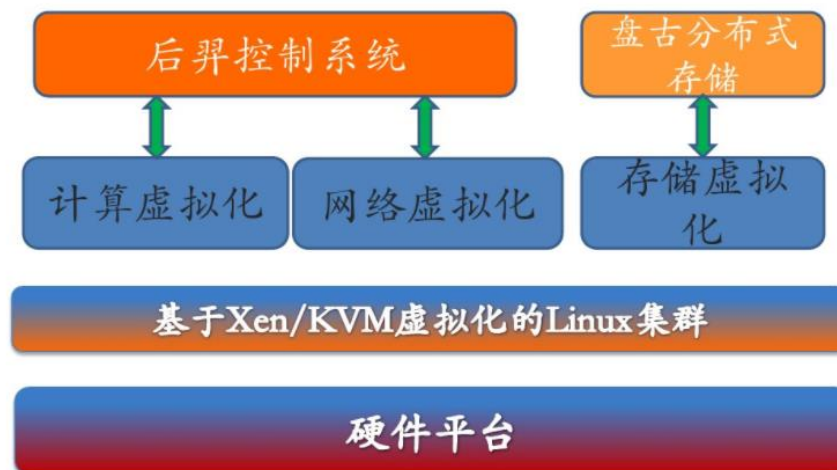 后羿控制系统
盘古分布式
存储
计算虚拟化
网络虚拟化
存储虚拟
化
基于Xen/KVM虚拟化的Linux集群
硬件平台